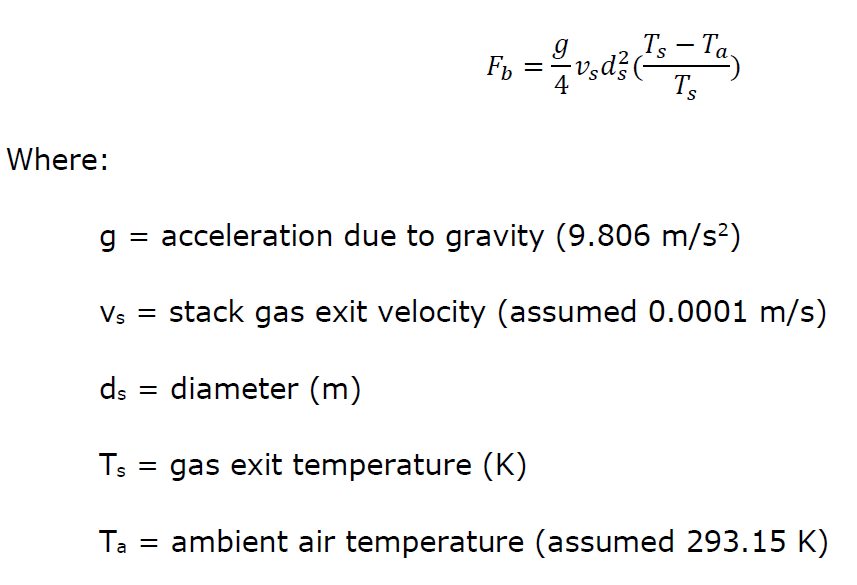 F_b = g/4 v_s d_s^2 (T_s − T_a / T_s)
Where:
g = acceleration due to gravity (9.806 m/s²)
vₛ = stack gas exit velocity (assumed 0.0001 m/s)
dₛ = diameter (m)
Tₛ = gas exit temperature (K)
Tₐ = ambient air temperature (assumed 293.15 K)